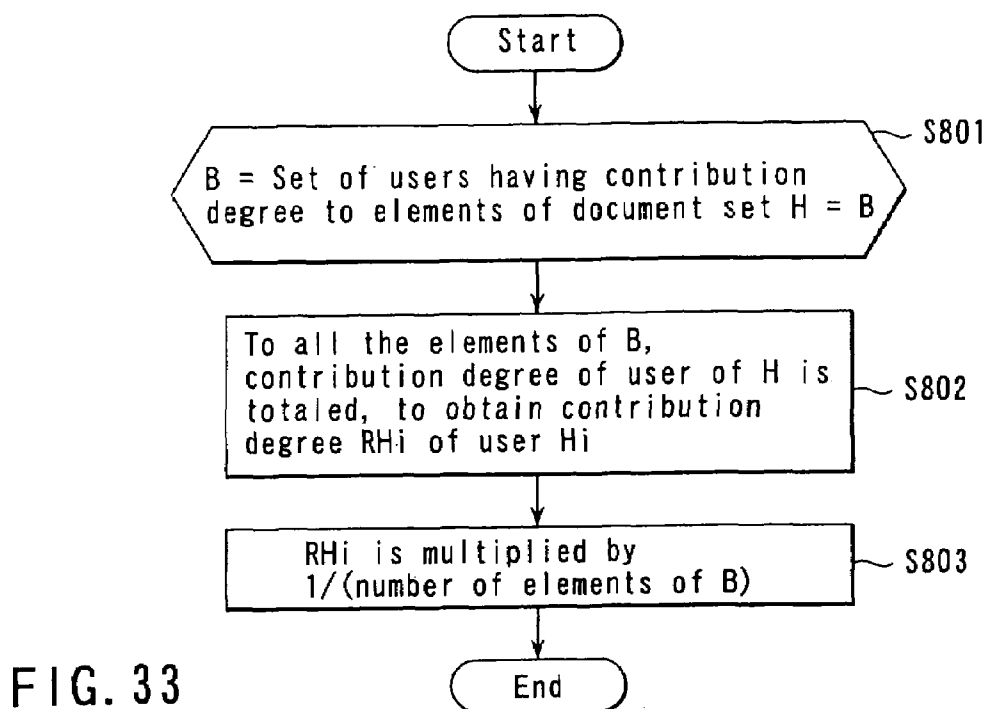 Start
S801
B = Set of users having contribution
degree to elements of document set H = B
To all the elements of B,
contribution degree of user of H is
totaled, to obtain contribution
degree RHi of user Hi
S802
RHi is multiplied by
1/(number of elements of B)
S803
End
FIG. 33